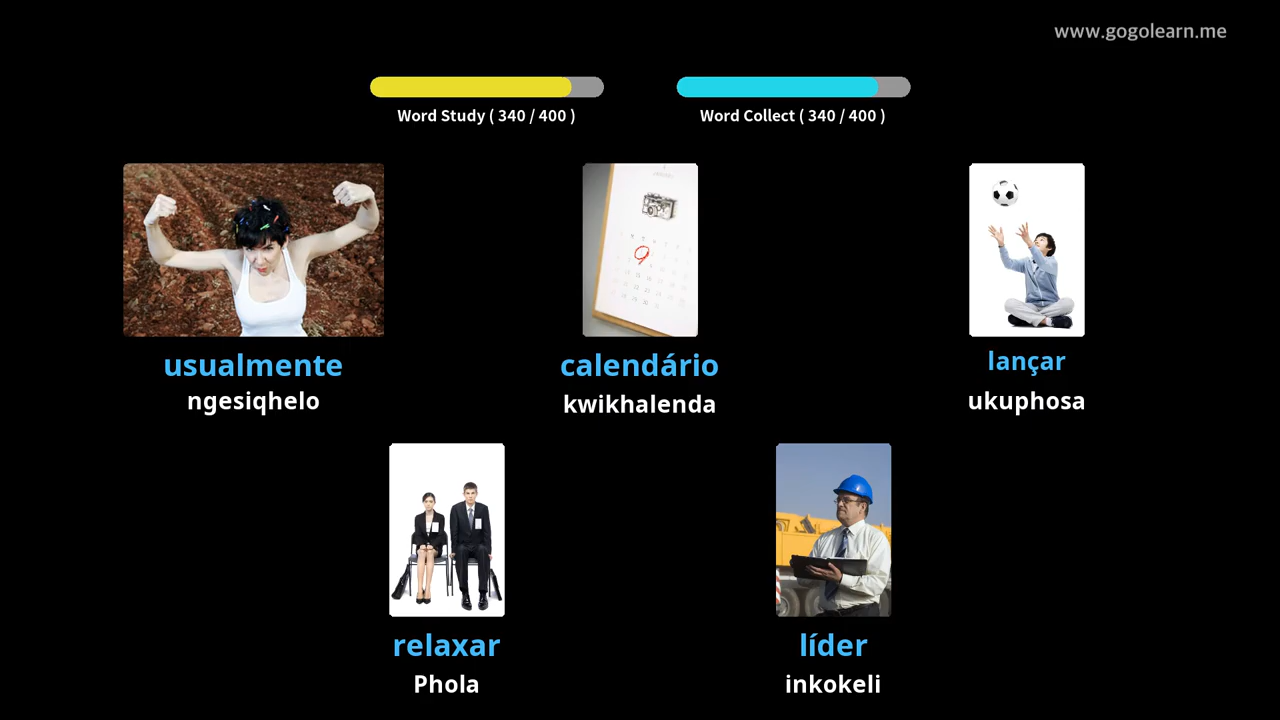 www.gogolearn.me
Word Study ( 340 / 400 )
Word Collect ( 340 / 400 )
usualmente
ngesiqhelo
calendário
kwikhalenda
lançar
ukuphosa
relaxar
Phola
líder
inkokeli